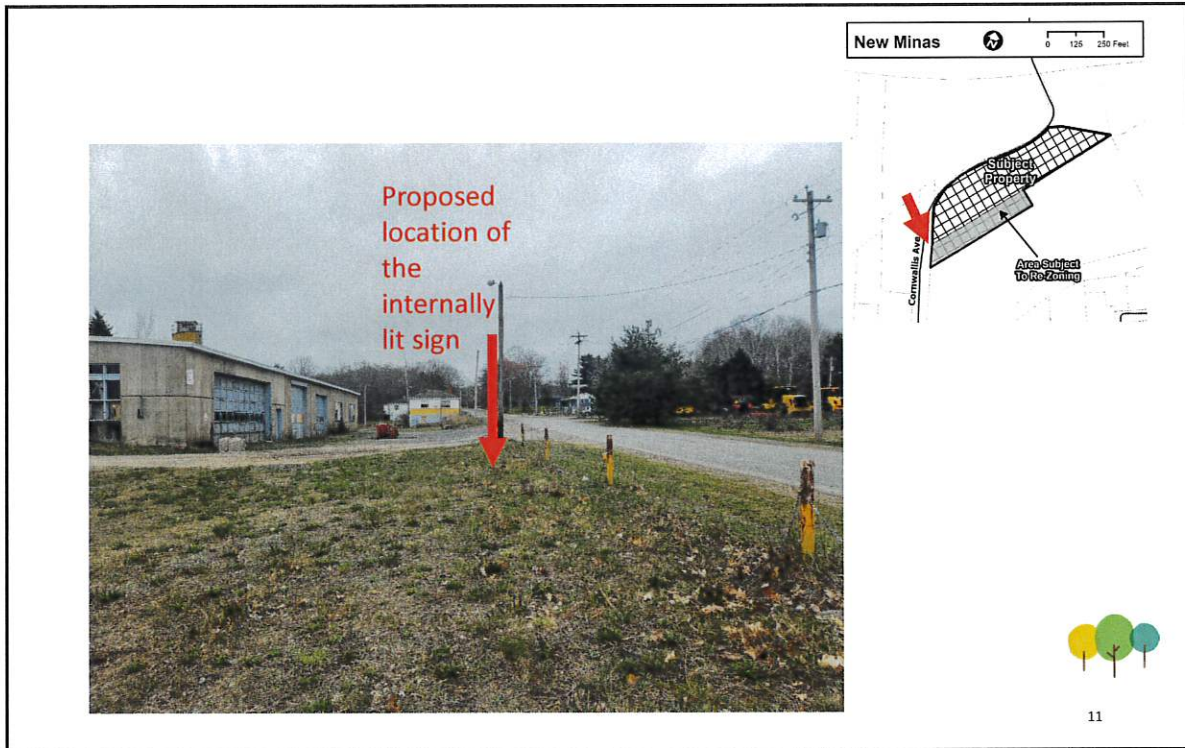 New Minas
N
0 125 250 Feet
Subject
Property
Area Subject
To Re-Zoning
Cornwallis Ave
Proposed
location of
the
internally
lit sign
11